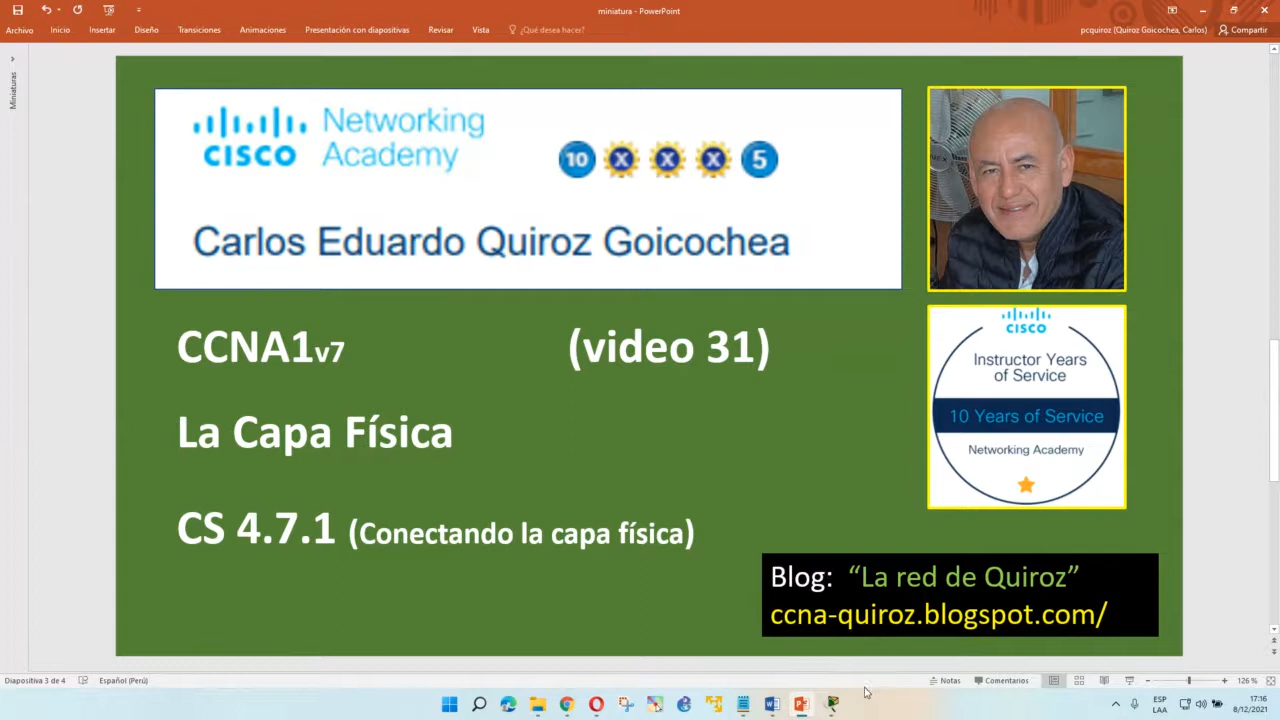 miniatura - PowerPoint
Archivo Inicio Insertar Diseño Transiciones Animaciones Presentación con diapositivas Revisar Vista ¿Qué desea hacer? pcquiroz (Quiroz Goicochea, Carlos) Compartir
Miniaturas
CISCO Networking Academy
10 X X X 5
Carlos Eduardo Quiroz Goicochea
CCNA1v7 (video 31)
La Capa Física
CS 4.7.1 (Conectando la capa física)
CISCO
Instructor Years
of Service
10 Years of Service
Networking Academy
Blog: “La red de Quiroz”
ccna-quiroz.blogspot.com/
Diapositiva 3 de 4 Español (Perú) Notas Comentarios 126 %
ESP
LAA
17:16
8/12/2021